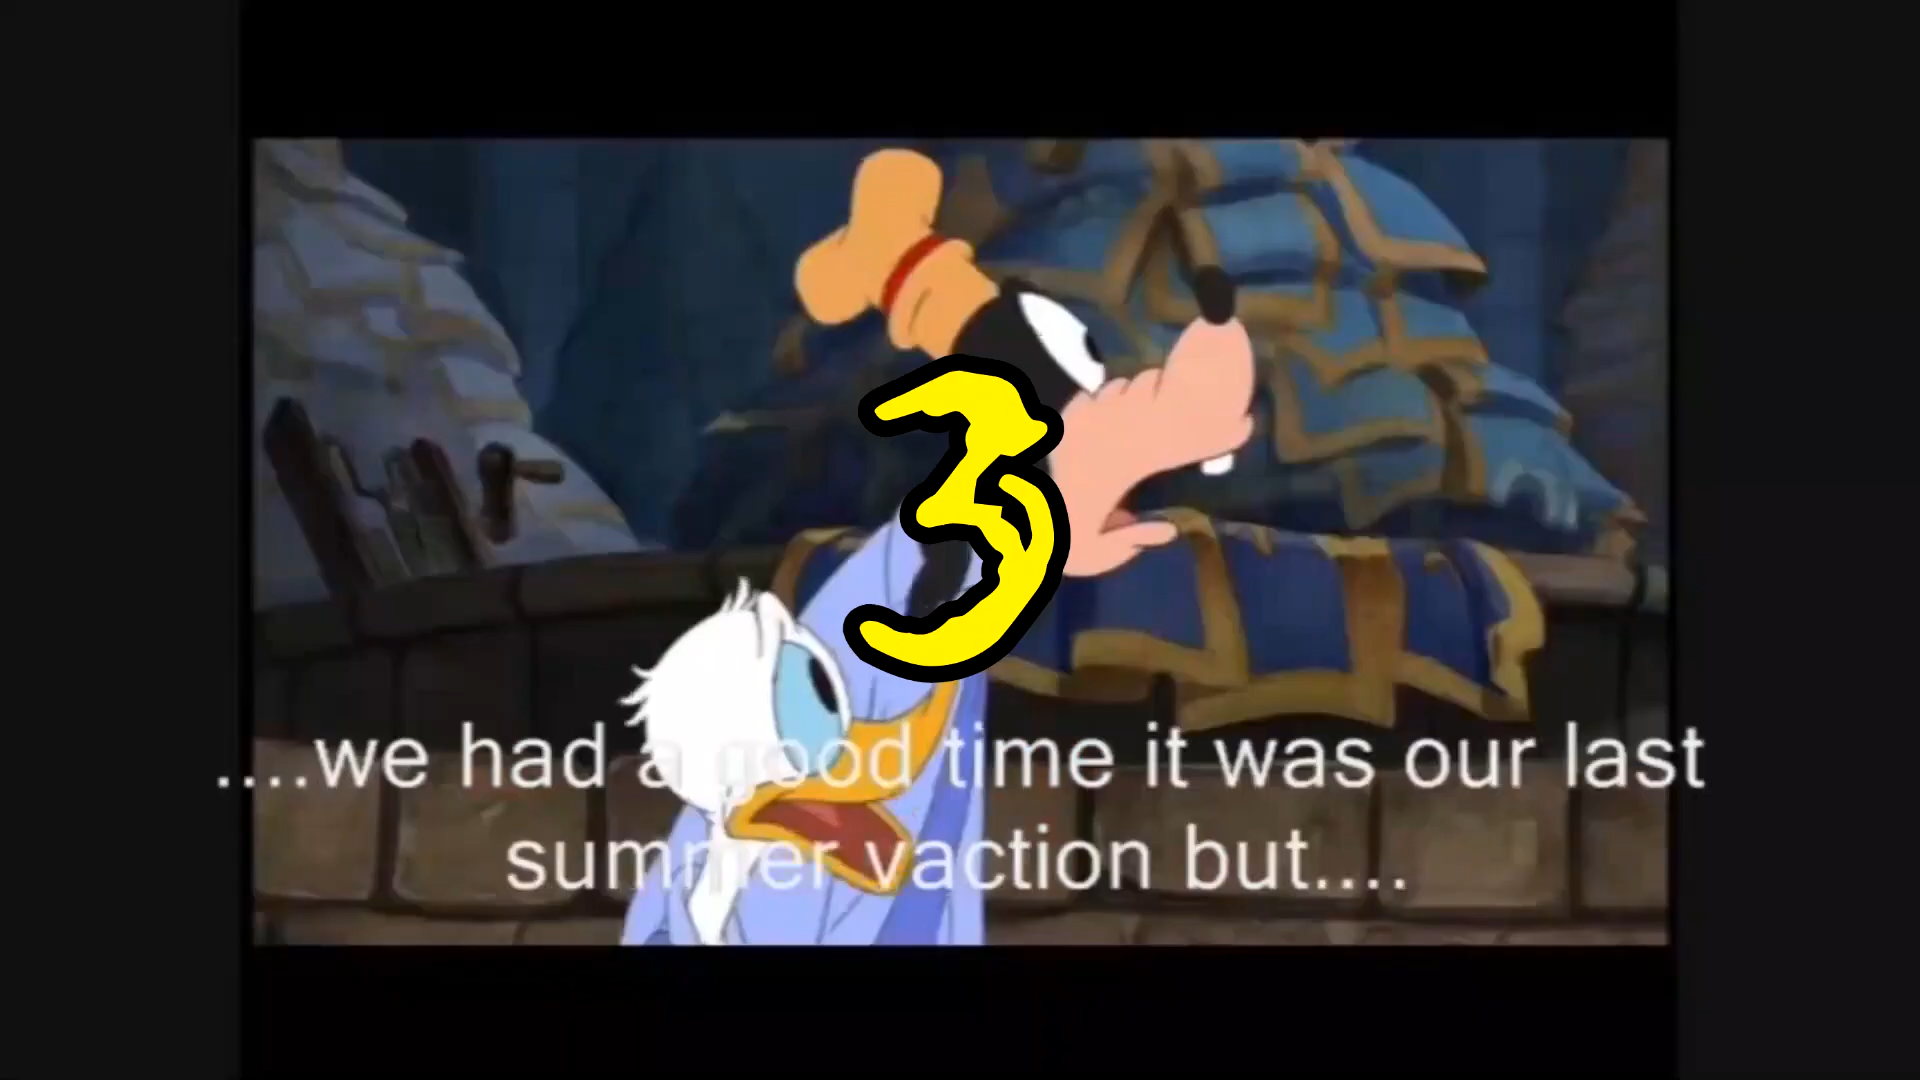 3
....we had a good time it was our last
summer vaction but....